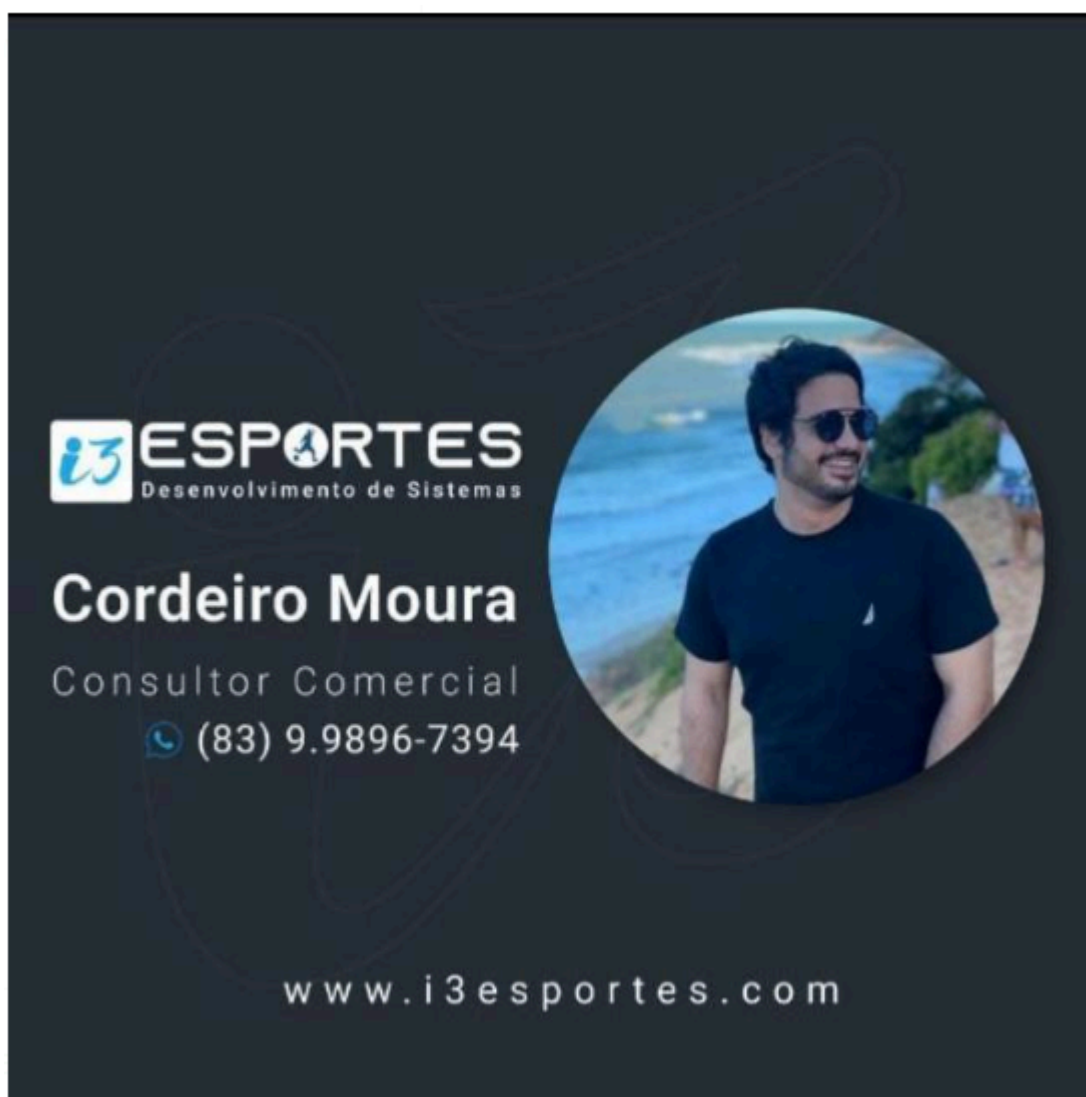 i3 ESPORTES
Desenvolvimento de Sistemas
Cordeiro Moura
Consultor Comercial
(83) 9.9896-7394
www.i3esportes.com